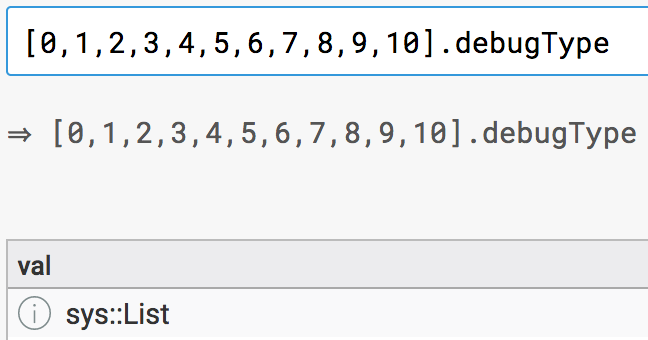 [0,1,2,3,4,5,6,7,8,9,10].debugType
⇒ [0,1,2,3,4,5,6,7,8,9,10].debugType
val
sys::List